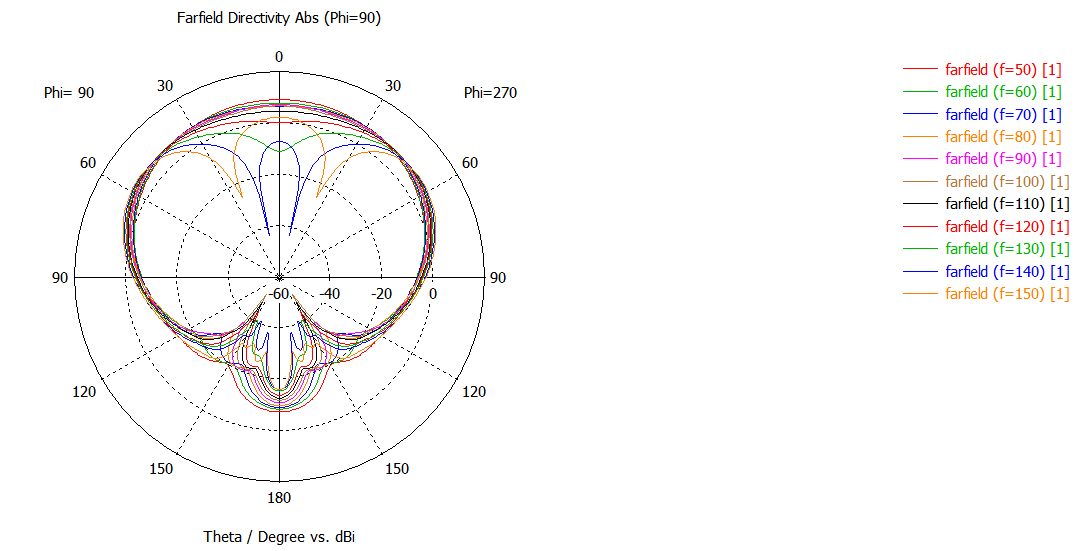 Farfield Directivity Abs (Phi=90)
0
30
30
Phi= 90
Phi=270
60
60
90
-60
-40
-20
0
90
120
120
150
150
180
Theta / Degree vs. dBi
farfield (f=50) [1]
farfield (f=60) [1]
farfield (f=70) [1]
farfield (f=80) [1]
farfield (f=90) [1]
farfield (f=100) [1]
farfield (f=110) [1]
farfield (f=120) [1]
farfield (f=130) [1]
farfield (f=140) [1]
farfield (f=150) [1]